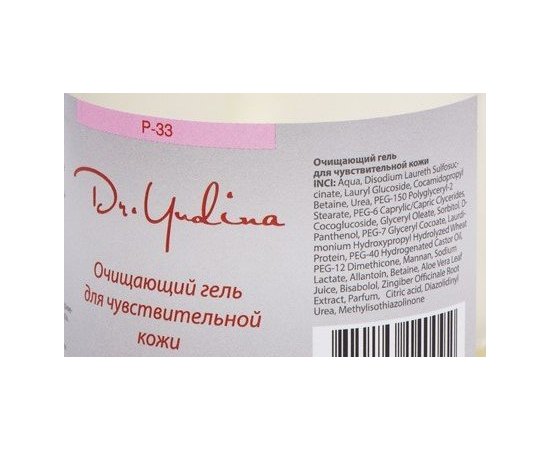 P-33
Dr. Yudina
Очищающий гель
для чувствительной
кожи
Очищающий гель
для чувствительной кожи
INCI: Aqua, Disodium Laureth Sulfosuc-
cinate, Lauryl Glucoside, Cocamidopropyl
Betaine, Urea, PEG-150 Polyglyceryl-2
Stearate, PEG-6 Caprylic/Capric Clycerides,
Cocoglucoside, Glyceryl Oleate, Sorbitol, D-
Panthenol, PEG-7 Glyceryl Cocoate, Laurdi-
monium Hydroxypropyl Hydrolyzed Wheat
Protein, PEG-40 Hydrogenated Castor Oil,
PEG-12 Dimethicone, Mannan, Sodium
Lactate, Allantoin, Betaine, Aloe Vera Leaf
Juice, Bisabolol, Zingiber Officinale Root
Extract, Parfum, Citric acid, Diazolidinyl
Urea, Methylisothiazolinone